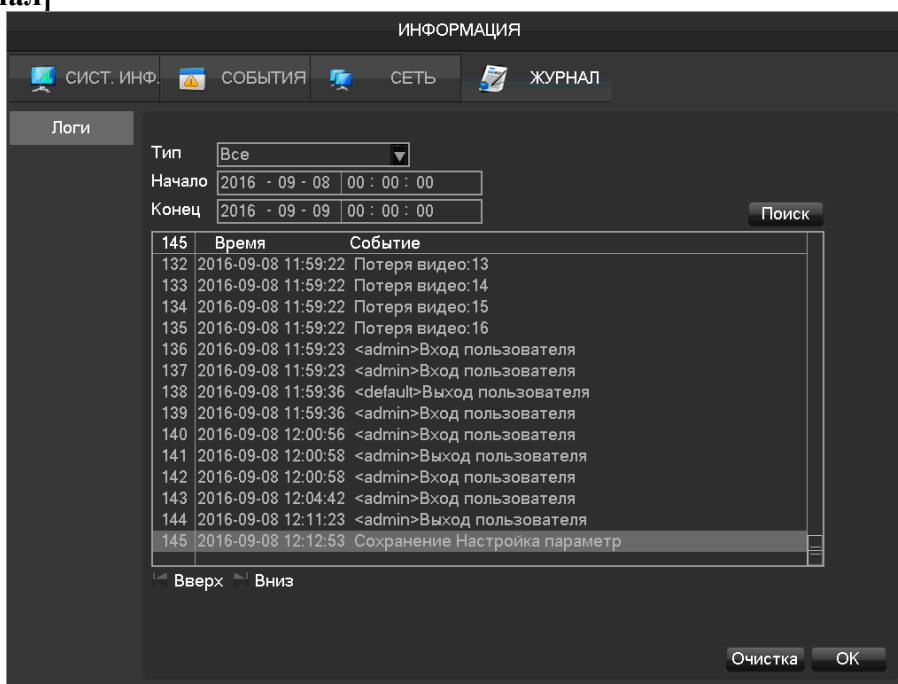 ал]
ИНФОРМАЦИЯ
СИСТ. ИНФ. СОБЫТИЯ СЕТЬ ЖУРНАЛ
Логи
Тип Все
Начало 2016 - 09 - 08 00 : 00 : 00
Конец 2016 - 09 - 09 00 : 00 : 00
Поиск
145 Время Событие
132 2016-09-08 11:59:22 Потеря видео:13
133 2016-09-08 11:59:22 Потеря видео:14
134 2016-09-08 11:59:22 Потеря видео:15
135 2016-09-08 11:59:22 Потеря видео:16
136 2016-09-08 11:59:23 <admin>Вход пользователя
137 2016-09-08 11:59:23 <admin>Вход пользователя
138 2016-09-08 11:59:36 <default>Выход пользователя
139 2016-09-08 11:59:36 <admin>Вход пользователя
140 2016-09-08 12:00:56 <admin>Вход пользователя
141 2016-09-08 12:00:58 <admin>Выход пользователя
142 2016-09-08 12:00:58 <admin>Вход пользователя
143 2016-09-08 12:04:42 <admin>Вход пользователя
144 2016-09-08 12:11:23 <admin>Выход пользователя
145 2016-09-08 12:12:53 Сохранение Настройка параметр
Вверх Вниз
Очистка OK